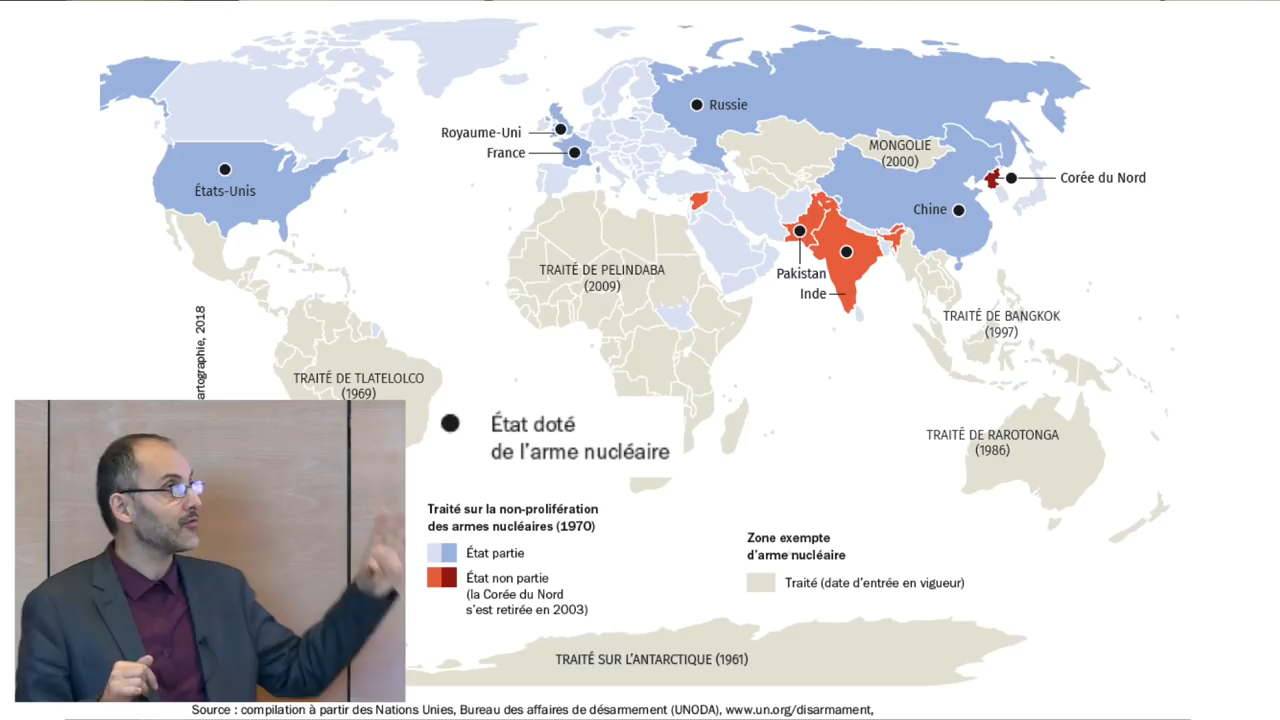 Russie
Royaume-Uni
France
MONGOLIE
(2000)
États-Unis
Corée du Nord
Chine
TRAITÉ DE PELINDABA
(2009)
Pakistan
Inde
TRAITÉ DE BANGKOK
(1997)
2018
TRAITÉ DE TLATELOLCO
(1969)
État doté
de l'arme nucléaire
TRAITÉ DE RAROTONGA
(1986)
Traité sur la non-prolifération
des armes nucléaires (1970)
État partie
État non partie
(la Corée du Nord
s'est retirée en 2003)
Zone exempte
d'arme nucléaire
Traité (date d'entrée en vigueur)
TRAITÉ SUR L'ANTARCTIQUE (1961)
Source : compilation à partir des Nations Unies, Bureau des affaires de désarmement (UNODA), www.un.org/disarmament,